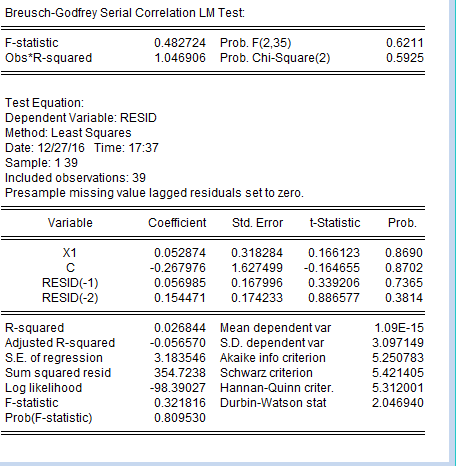 Breusch-Godfrey Serial Correlation LM Test:
F-statistic 0.482724 Prob. F(2,35) 0.6211
Obs*R-squared 1.046906 Prob. Chi-Square(2) 0.5925
Test Equation:
Dependent Variable: RESID
Method: Least Squares
Date: 12/27/16 Time: 17:37
Sample: 1 39
Included observations: 39
Presample missing value lagged residuals set to zero.
Variable Coefficient Std. Error t-Statistic Prob.
X1 0.052874 0.318284 0.166123 0.8690
C -0.267976 1.627499 -0.164655 0.8702
RESID(-1) 0.056985 0.167996 0.339206 0.7365
RESID(-2) 0.154471 0.174233 0.886577 0.3814
R-squared 0.026844 Mean dependent var 1.09E-15
Adjusted R-squared -0.056570 S.D. dependent var 3.097149
S.E. of regression 3.183546 Akaike info criterion 5.250783
Sum squared resid 354.7238 Schwarz criterion 5.421405
Log likelihood -98.39027 Hannan-Quinn criter. 5.312001
F-statistic 0.321816 Durbin-Watson stat 2.046940
Prob(F-statistic) 0.809530